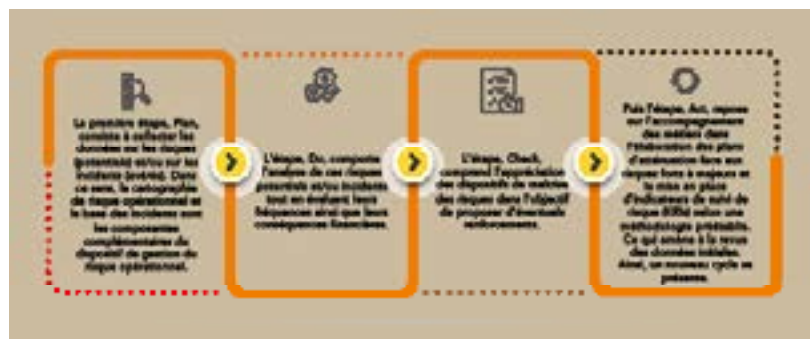 La première étape, Plan,
consiste à collecter les
données sur les risques
(potentiels) et/ou sur les
incidents (avérés). Dans
ce sens, la cartographie
de risque opérationnel et
la base des incidents sont
les composantes
complémentaires du
dispositif de gestion du
risque opérationnel.
L'étape, Do, comporte
l'analyse de ces risques
potentiels et/ou incidents
tout en évaluant leurs
fréquences ainsi que leurs
conséquences financières.
L'étape, Check,
comprend l'appréciation
des dispositifs de maîtrise
des risques dans l'objectif
de proposer d'éventuels
renforcements.
Puis l'étape, Act, repose
sur l'accompagnement
des métiers dans
l'élaboration des plans
d'atténuation liens aux
risques forts à majeurs et
la mise en place
d'indicateurs de suivi de
risque (KRIs) selon une
méthodologie préétablie.
Ce qui amène à la revue
des données initiales.
Ainsi, un nouveau cycle se
présente.